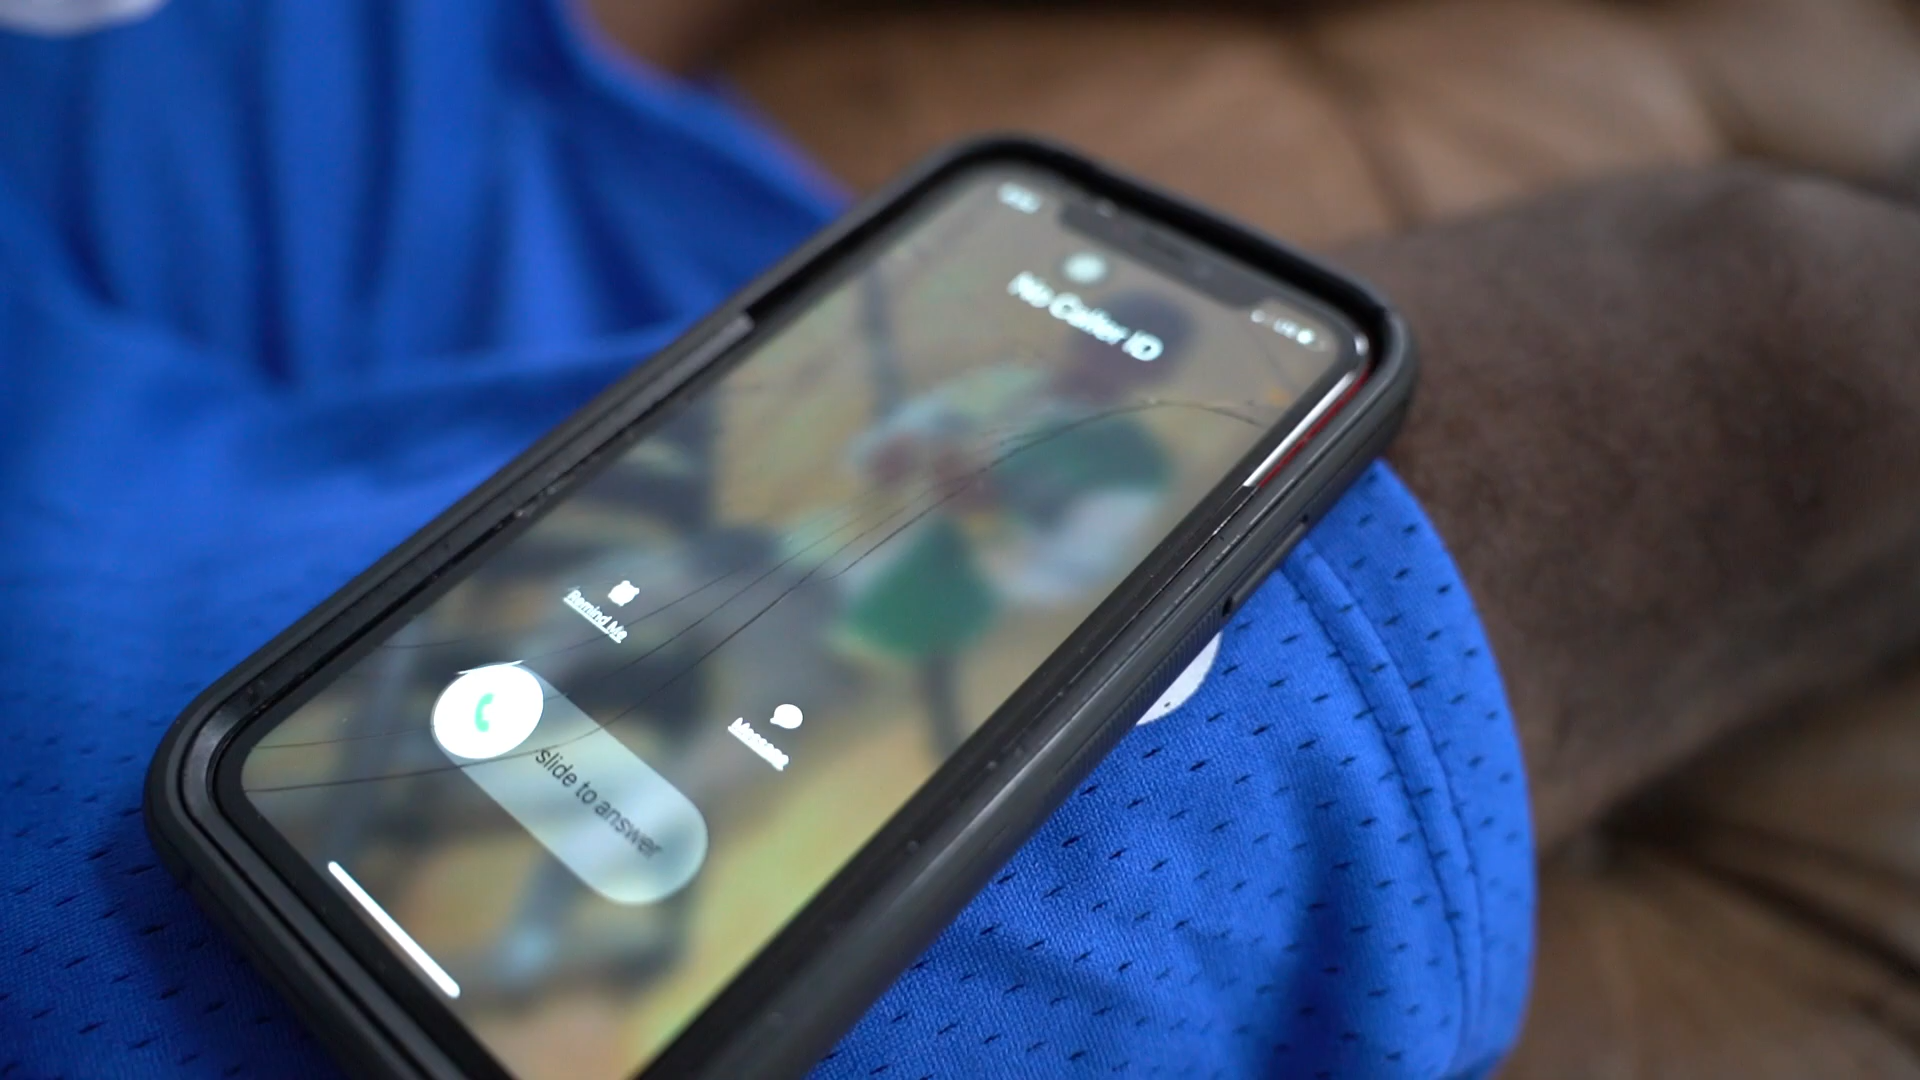 No Caller ID
Remind Me
Message
slide to answer